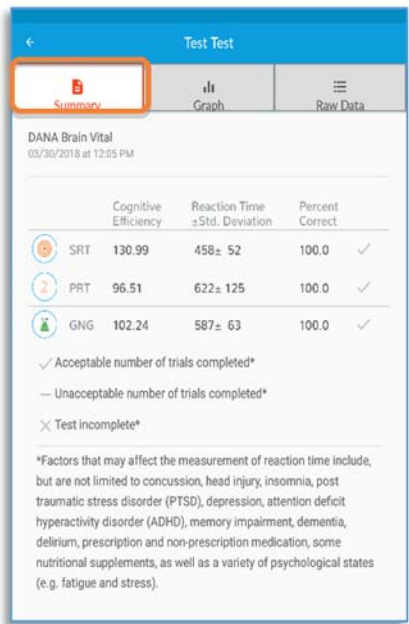 Test Test
Summary Graph Raw Data
DANA Brain Vital
03/30/2018 at 12:05 PM
Cognitive Reaction Time Percent
Efficiency ±Std. Deviation Correct
SRT 130.99 458± 52 100.0 ✓
2 PRT 96.51 622± 125 100.0 ✓
GNG 102.24 587± 63 100.0 ✓
✓ Acceptable number of trials completed*
— Unacceptable number of trials completed*
✕ Test incomplete*
*Factors that may affect the measurement of reaction time include,
but are not limited to concussion, head injury, insomnia, post
traumatic stress disorder (PTSD), depression, attention deficit
hyperactivity disorder (ADHD), memory impairment, dementia,
delirium, prescription and non-prescription medication, some
nutritional supplements, as well as a variety of psychological states
(e.g. fatigue and stress).